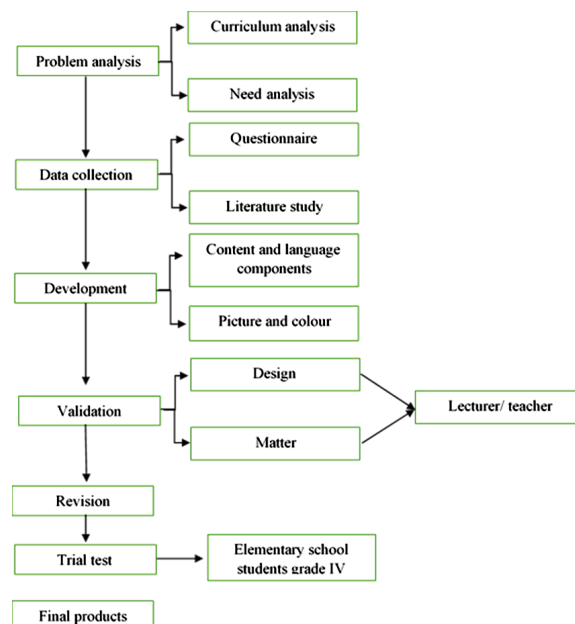 Curriculum analysis
Problem analysis
Need analysis
Questionnaire
Data collection
Literature study
Content and language
components
Development
Picture and colour
Design
Lecturer/ teacher
Validation
Matter
Revision
Trial test
Elementary school
students grade IV
Final products